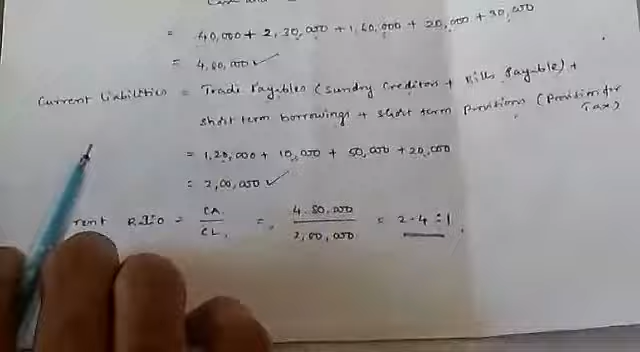 = 40,000 + 2,30,000 + 1,60,000 + 20,000 + 30,000
= 4,80,000 ✓
Current Liabilities = Trade Payables (Sundry Creditors + Bills Payable) +
short term borrowings + short term Provisions (Provision for
Tax)
= 1,20,000 + 10,000 + 50,000 + 20,000
= 2,00,000 ✓
rent Ratio = CA / CL = 4,80,000 / 2,00,000 = 2.4 : 1